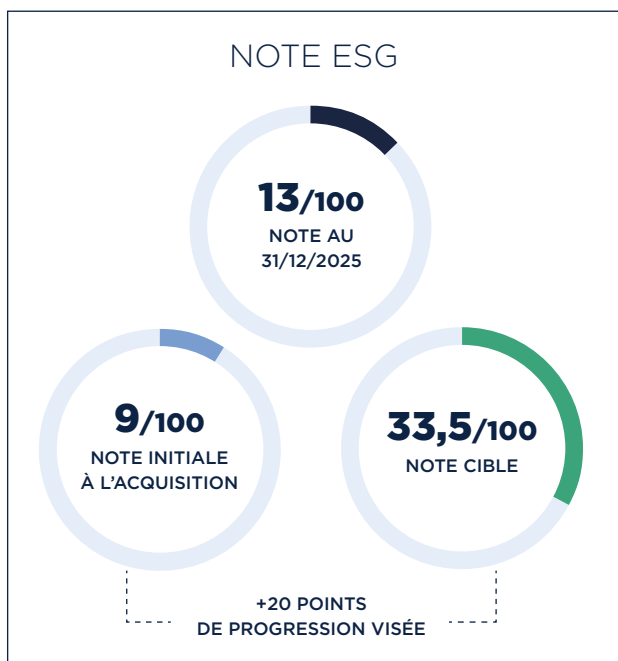 NOTE ESG
13/100
NOTE AU
31/12/2025
9/100
NOTE INITIALE
À L'ACQUISITION
33,5/100
NOTE CIBLE
+20 POINTS
DE PROGRESSION VISÉE